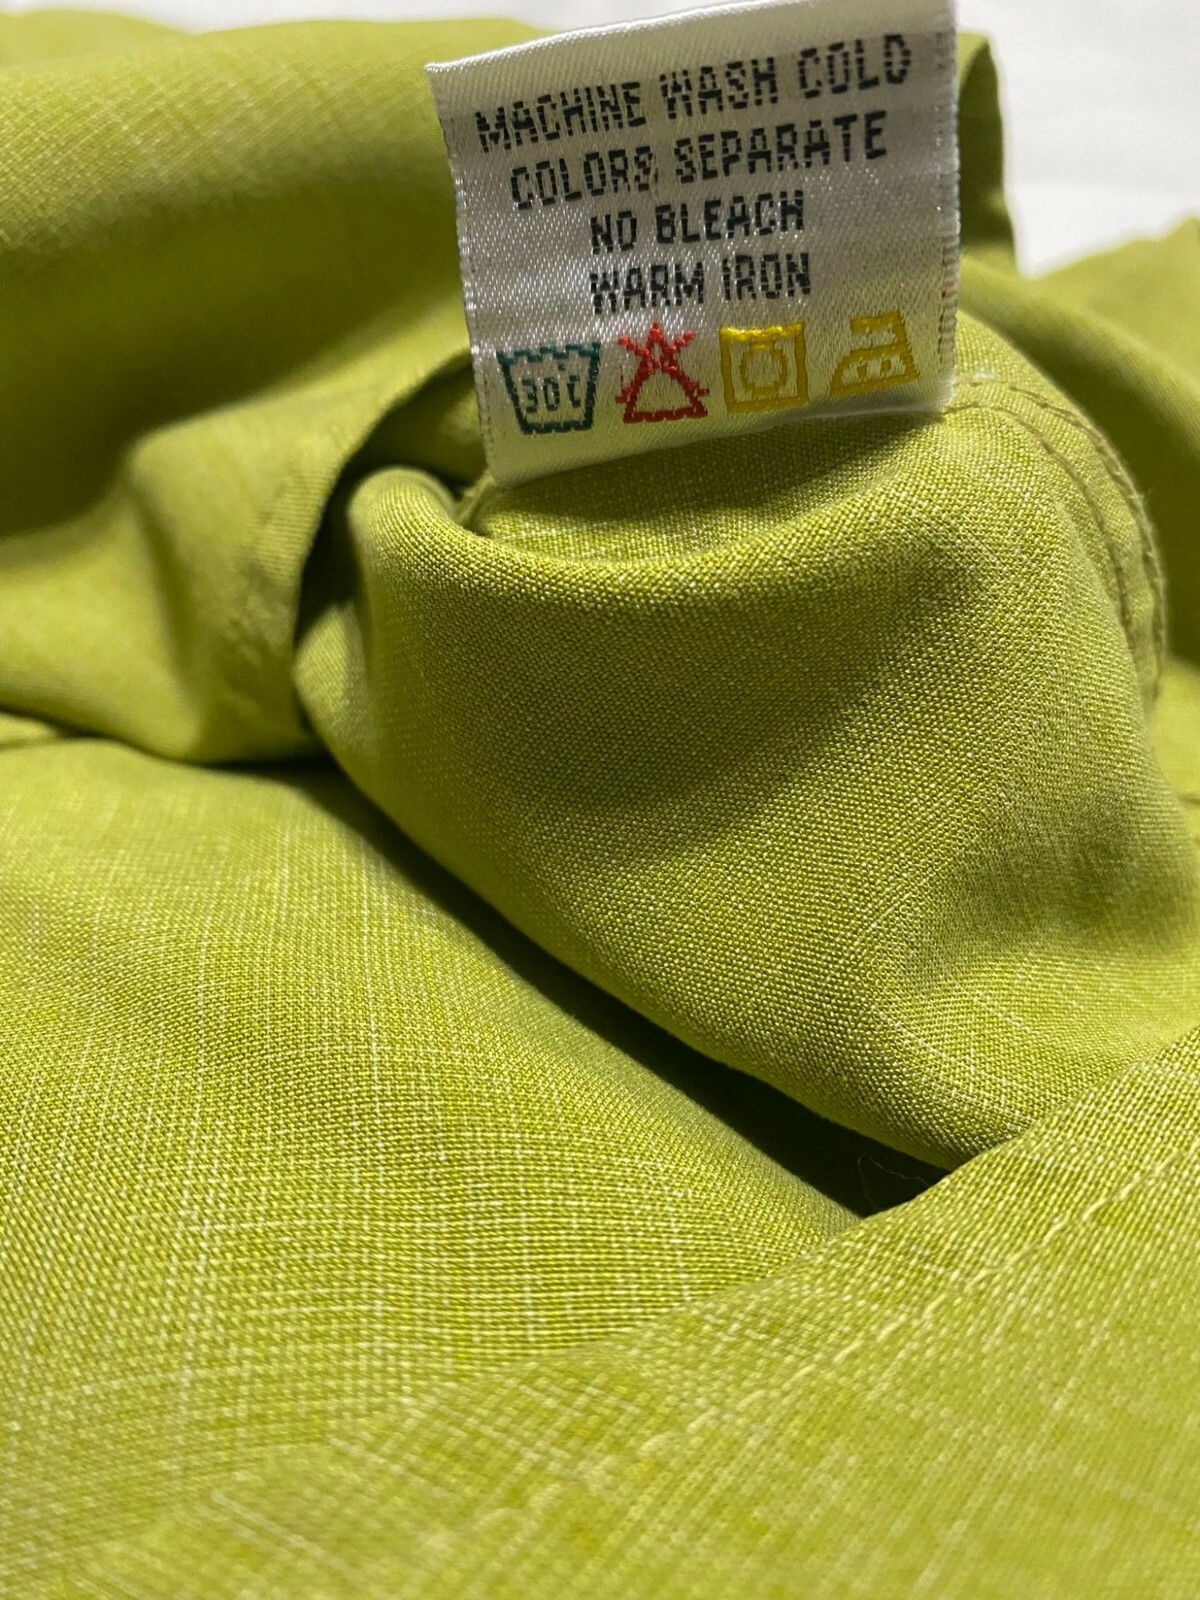 MACHINE WASH COLD
COLORS SEPARATE
NO BLEACH
WARM IRON
30°C